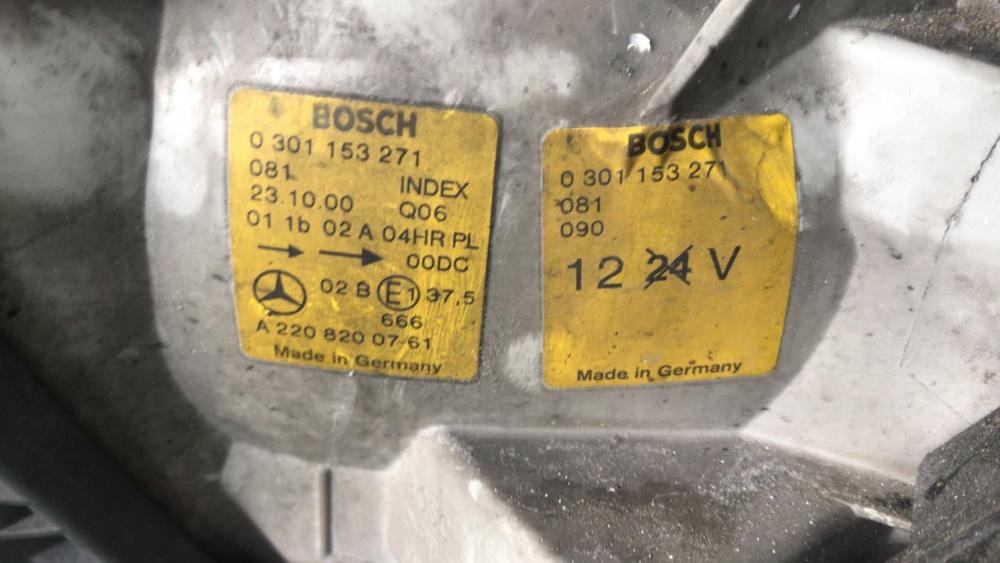 BOSCH
0 301 153 271
081
INDEX
23.10.00 Q06
01 1b 02 A 04HR PL
00DC
02 B E1 37,5
666
A 220 820 07 61
Made in Germany
BOSCH
0 301 153 271
081
090
12 24 V
Made in Germany